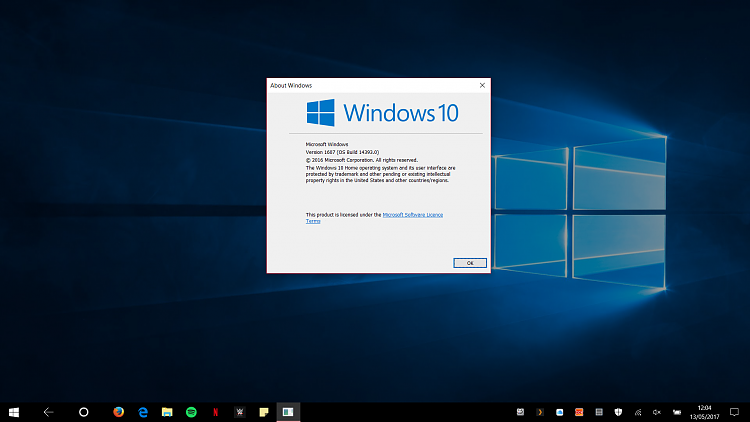 About Windows
Windows 10
Microsoft Windows
Version 1607 (OS Build 14393.0)
© 2016 Microsoft Corporation. All rights reserved.
The Windows 10 Home operating system and its user interface are
protected by trademark and other pending or existing intellectual
property rights in the United States and other countries/regions.
This product is licensed under the Microsoft Software Licence
Terms
OK
12:04
13/05/2017